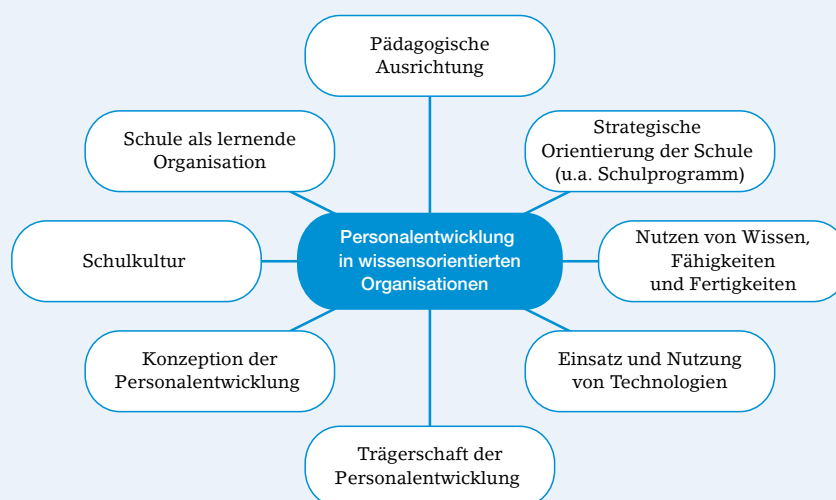 Pädagogische
Ausrichtung
Schule als lernende
Organisation
Strategische
Orientierung der Schule
(u.a. Schulprogramm)
Personalentwicklung
in wissensorientierten
Organisationen
Schulkultur
Nutzen von Wissen,
Fähigkeiten
und Fertigkeiten
Konzeption der
Personalentwicklung
Einsatz und Nutzung
von Technologien
Trägerschaft der
Personalentwicklung